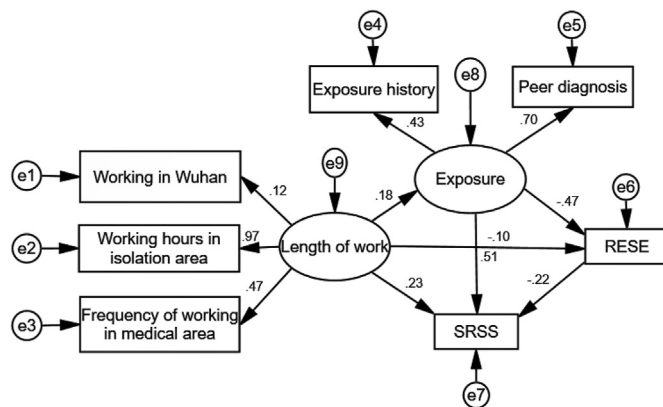 e4
e5
Exposure history
e8
Peer diagnosis
.43
.70
e1
Working in Wuhan
e9
Exposure
e6
.12
.18
-.47
e2
Working hours in
isolation area
.97
Length of work
-.10
RESE
.51
.47
.23
-.22
e3
Frequency of working
in medical area
SRSS
e7